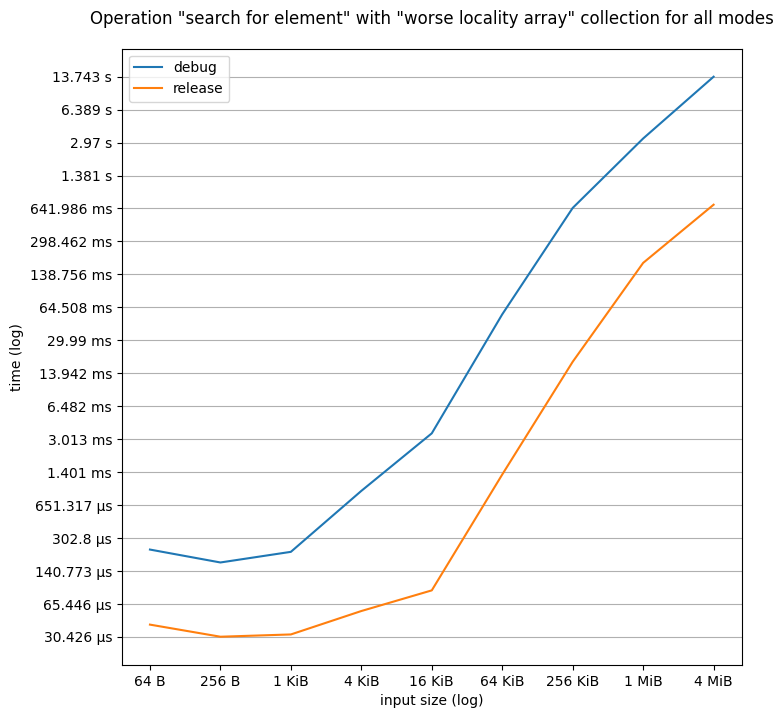 Operation "search for element" with "worse locality array" collection for all modes
debug
release
13.743 s
6.389 s
2.97 s
1.381 s
641.986 ms
298.462 ms
138.756 ms
64.508 ms
29.99 ms
13.942 ms
6.482 ms
3.013 ms
1.401 ms
651.317 µs
302.8 µs
140.773 µs
65.446 µs
30.426 µs
time (log)
64 B
256 B
1 KiB
4 KiB
16 KiB
64 KiB
256 KiB
1 MiB
4 MiB
input size (log)